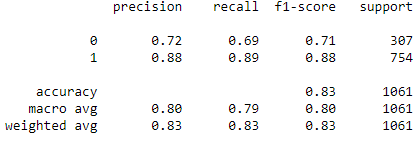 precision recall f1-score support
0 0.72 0.69 0.71 307
1 0.88 0.89 0.88 754
accuracy 0.83 1061
macro avg 0.80 0.79 0.80 1061
weighted avg 0.83 0.83 0.83 1061